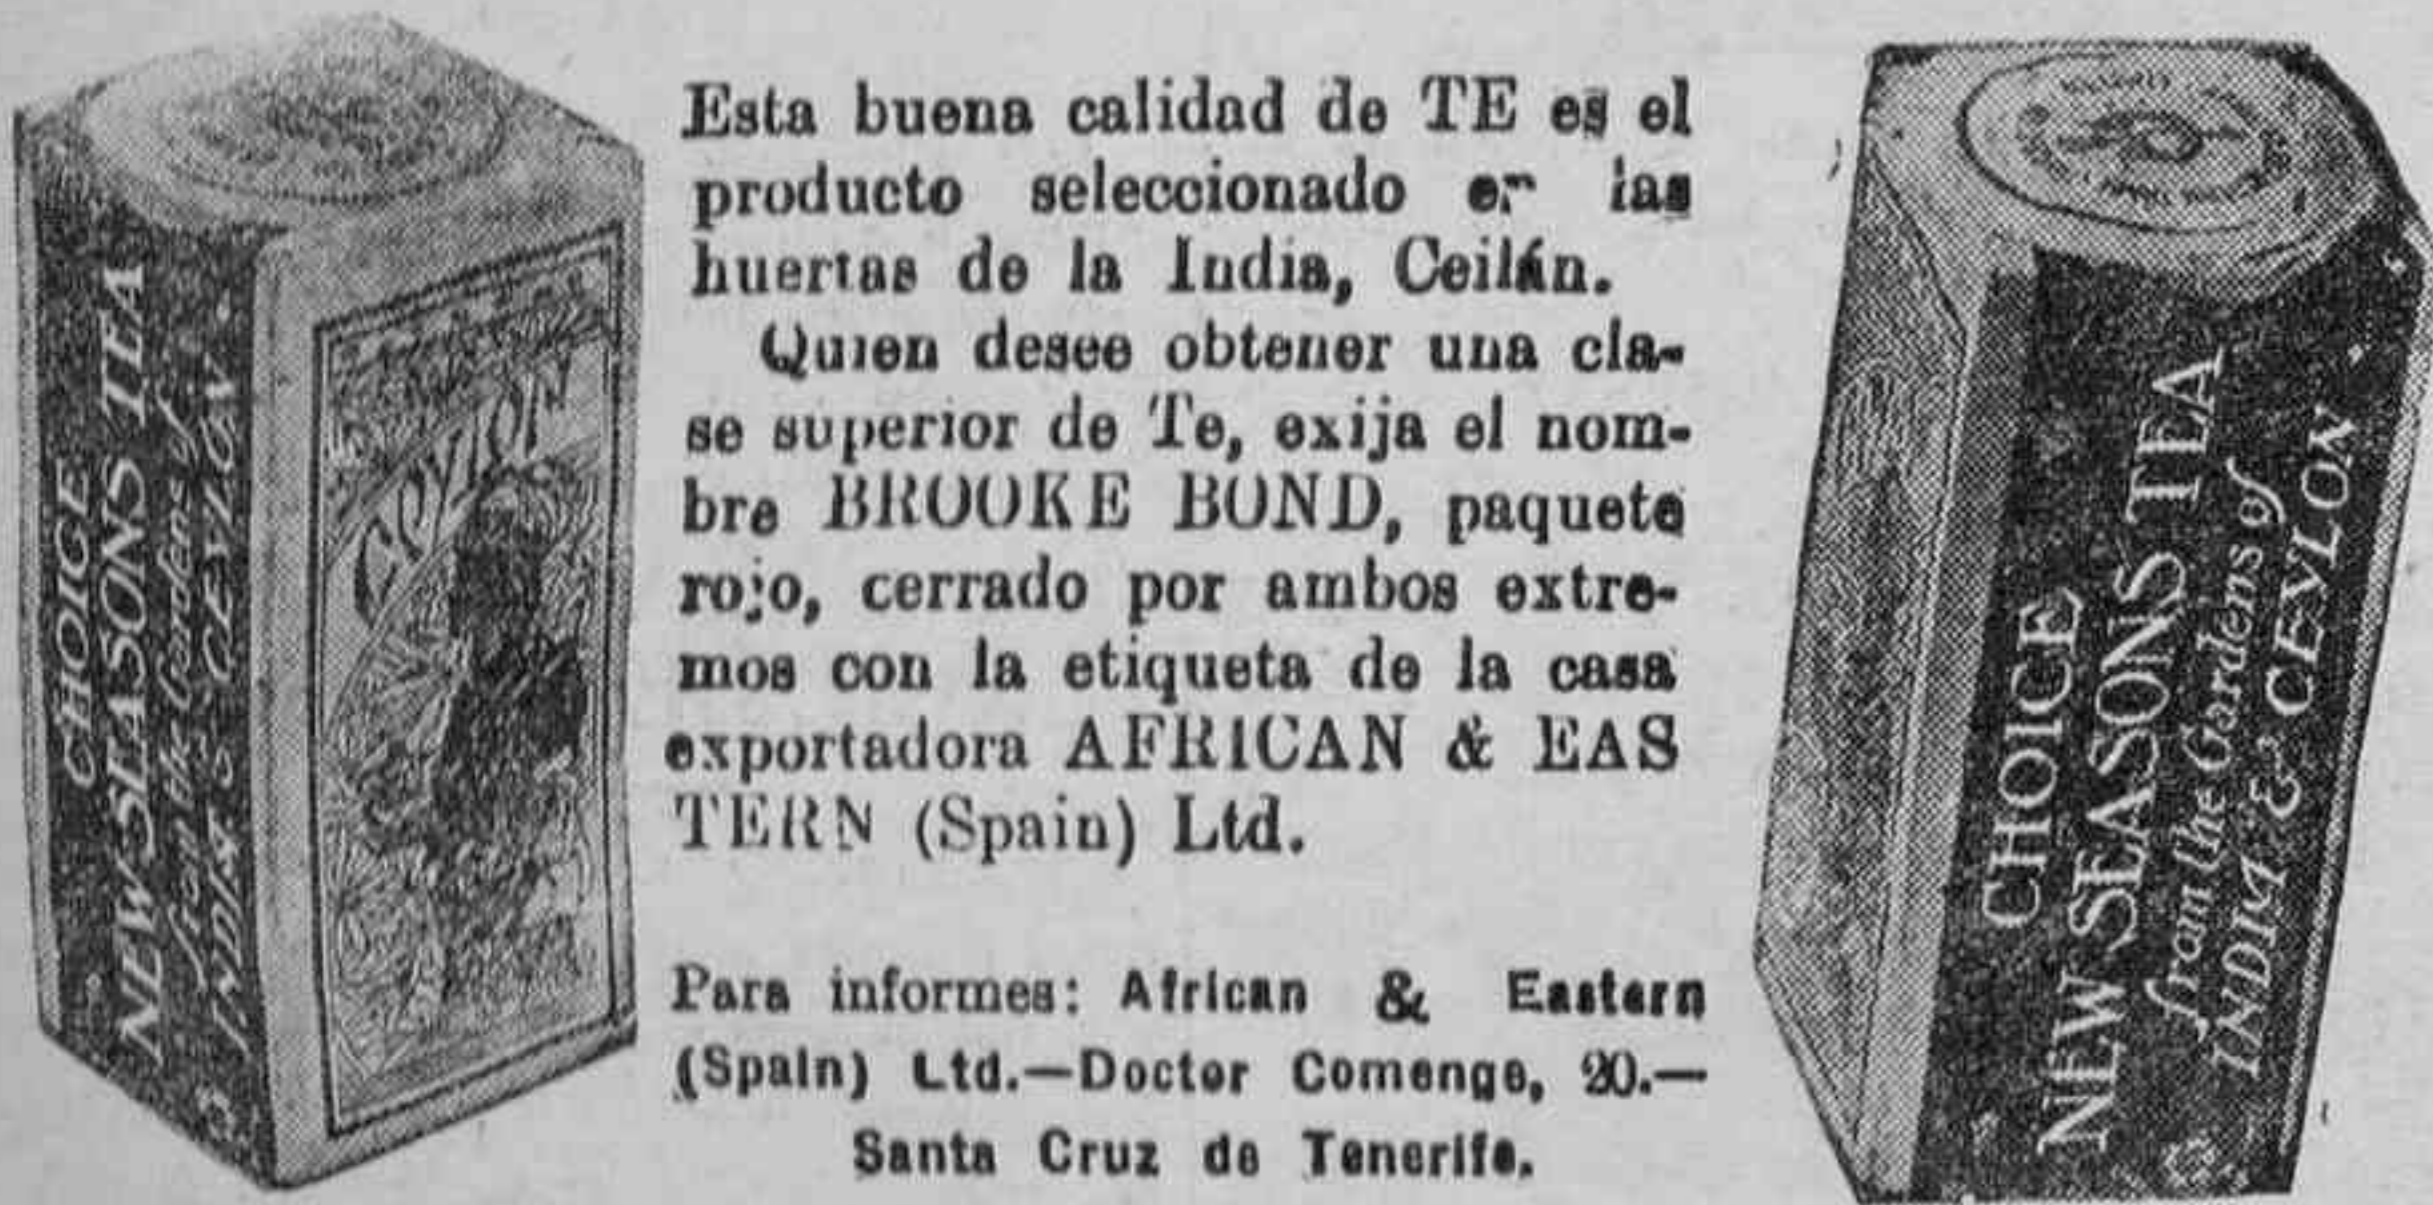 CHOICE
NEW SEASONS TEA
from the Gardens of
INDIA & CEYLON
Ceylon
Esta buena calidad de TE es el
producto seleccionado en las
huertas de la India, Ceilán.
Quien desee obtener una cla-
se superior de Te, exija el nom-
bre BROOKE BOND, paquete
rojo, cerrado por ambos extre-
mos con la etiqueta de la casa
exportadora AFRICAN & EAS
TERN (Spain) Ltd.
Para informes: African & Eastern
(Spain) Ltd.—Doctor Comenge, 20.—
Santa Cruz de Tenerife.
CHOICE
NEW SEASONS TEA
from the Gardens of
INDIA & CEYLON